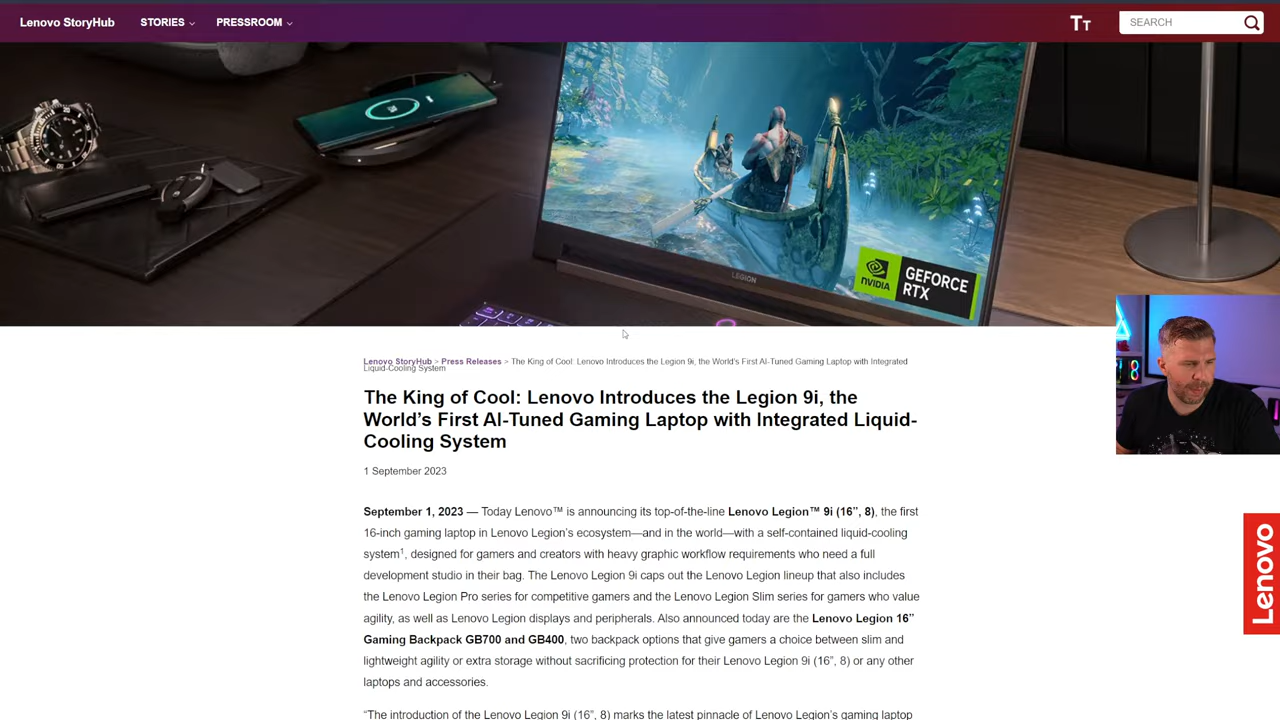 Lenovo StoryHub
STORIES
PRESSROOM
TT
SEARCH
LEGION
NVIDIA
GEFORCE
RTX
Lenovo StoryHub > Press Releases > The King of Cool: Lenovo Introduces the Legion 9i, the World's First AI-Tuned Gaming Laptop with Integrated
Liquid-Cooling System
The King of Cool: Lenovo Introduces the Legion 9i, the
World's First AI-Tuned Gaming Laptop with Integrated Liquid-
Cooling System
1 September 2023
September 1, 2023 — Today Lenovo™ is announcing its top-of-the-line Lenovo Legion™ 9i (16”, 8), the first
16-inch gaming laptop in Lenovo Legion's ecosystem—and in the world—with a self-contained liquid-cooling
system¹, designed for gamers and creators with heavy graphic workflow requirements who need a full
development studio in their bag. The Lenovo Legion 9i caps out the Lenovo Legion lineup that also includes
the Lenovo Legion Pro series for competitive gamers and the Lenovo Legion Slim series for gamers who value
agility, as well as Lenovo Legion displays and peripherals. Also announced today are the Lenovo Legion 16”
Gaming Backpack GB700 and GB400, two backpack options that give gamers a choice between slim and
lightweight agility or extra storage without sacrificing protection for their Lenovo Legion 9i (16”, 8) or any other
laptops and accessories.
“The introduction of the Lenovo Legion 9i (16”, 8) marks the latest pinnacle of Lenovo Legion's gaming laptop
Lenovo